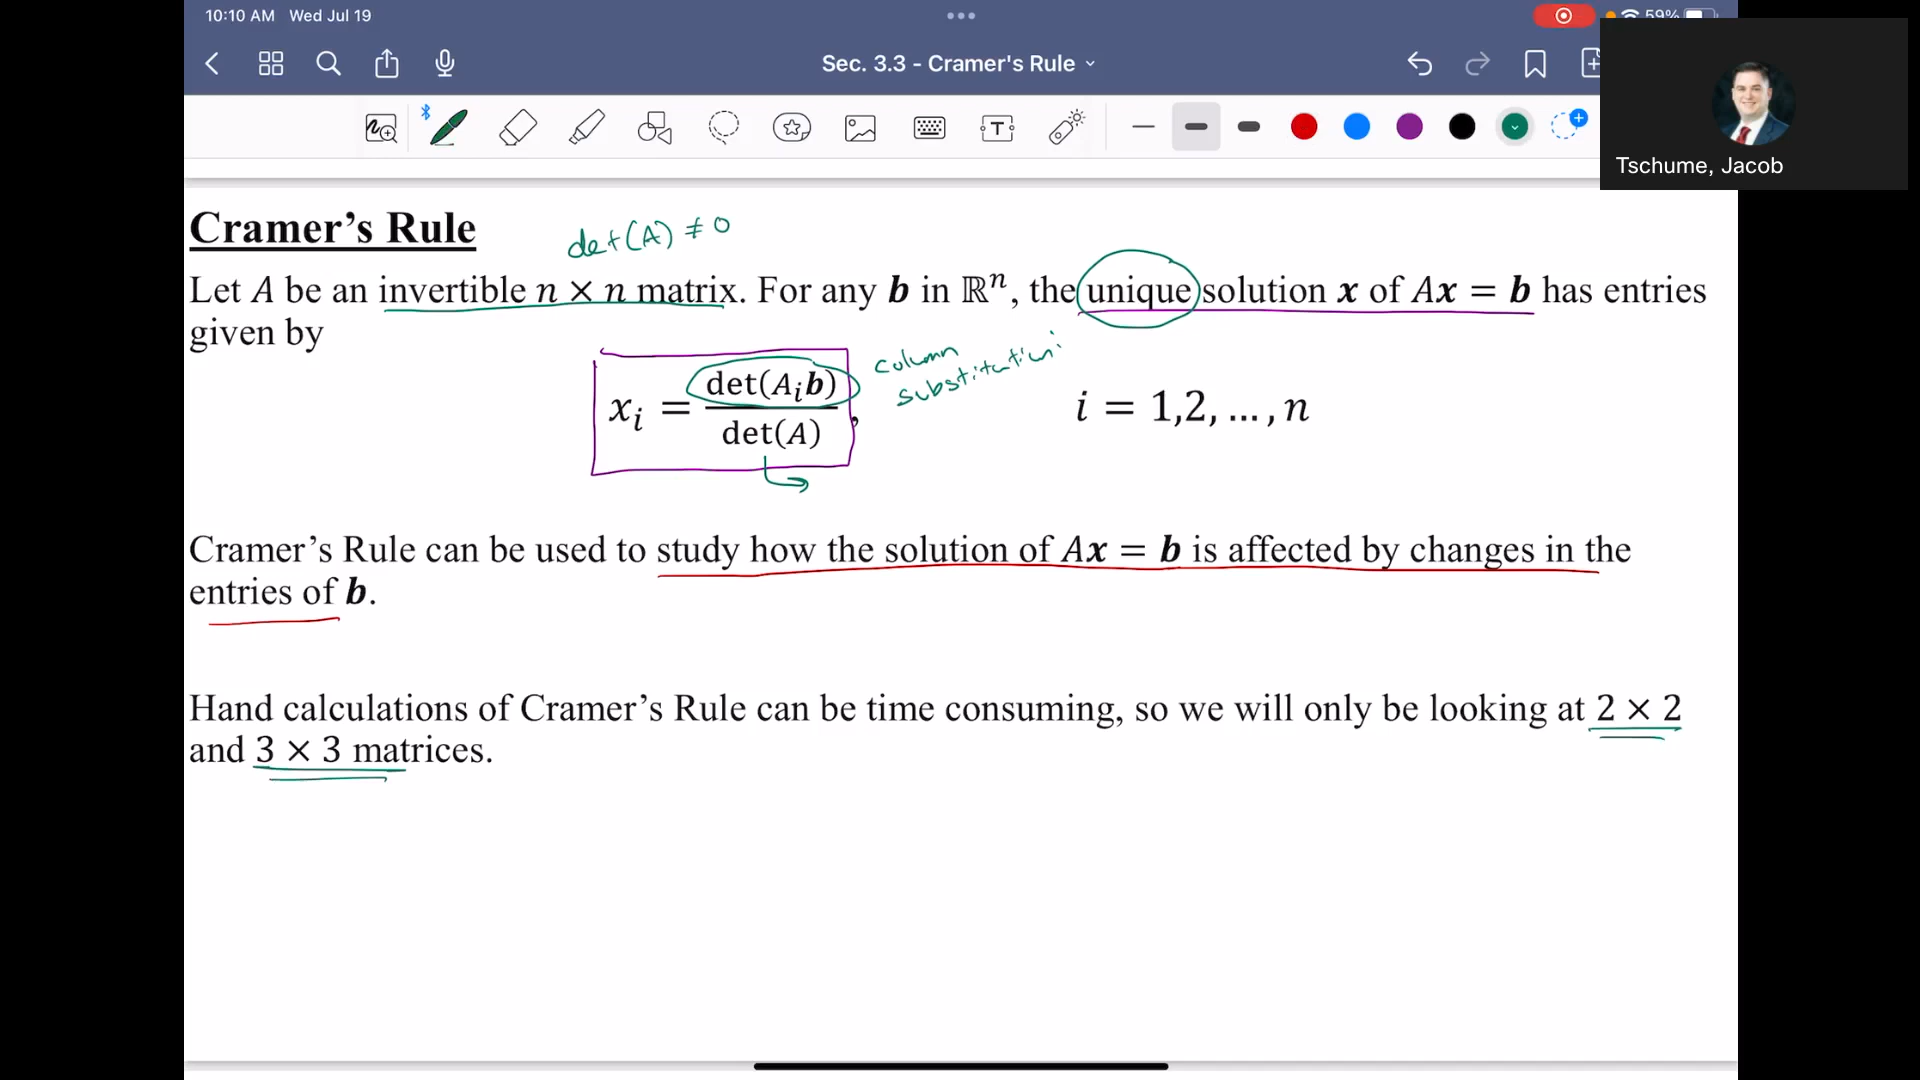 10:10 AM Wed Jul 19
59%
Sec. 3.3 - Cramer's Rule
Tschume, Jacob
Cramer’s Rule
det(A) ≠ 0
Let A be an invertible n × n matrix. For any b in ℝⁿ, the unique solution x of Ax = b has entries
given by
xᵢ = det(Aᵢb) / det(A), i = 1,2, … , n
column
substitution
Cramer’s Rule can be used to study how the solution of Ax = b is affected by changes in the
entries of b.
Hand calculations of Cramer’s Rule can be time consuming, so we will only be looking at 2 × 2
and 3 × 3 matrices.